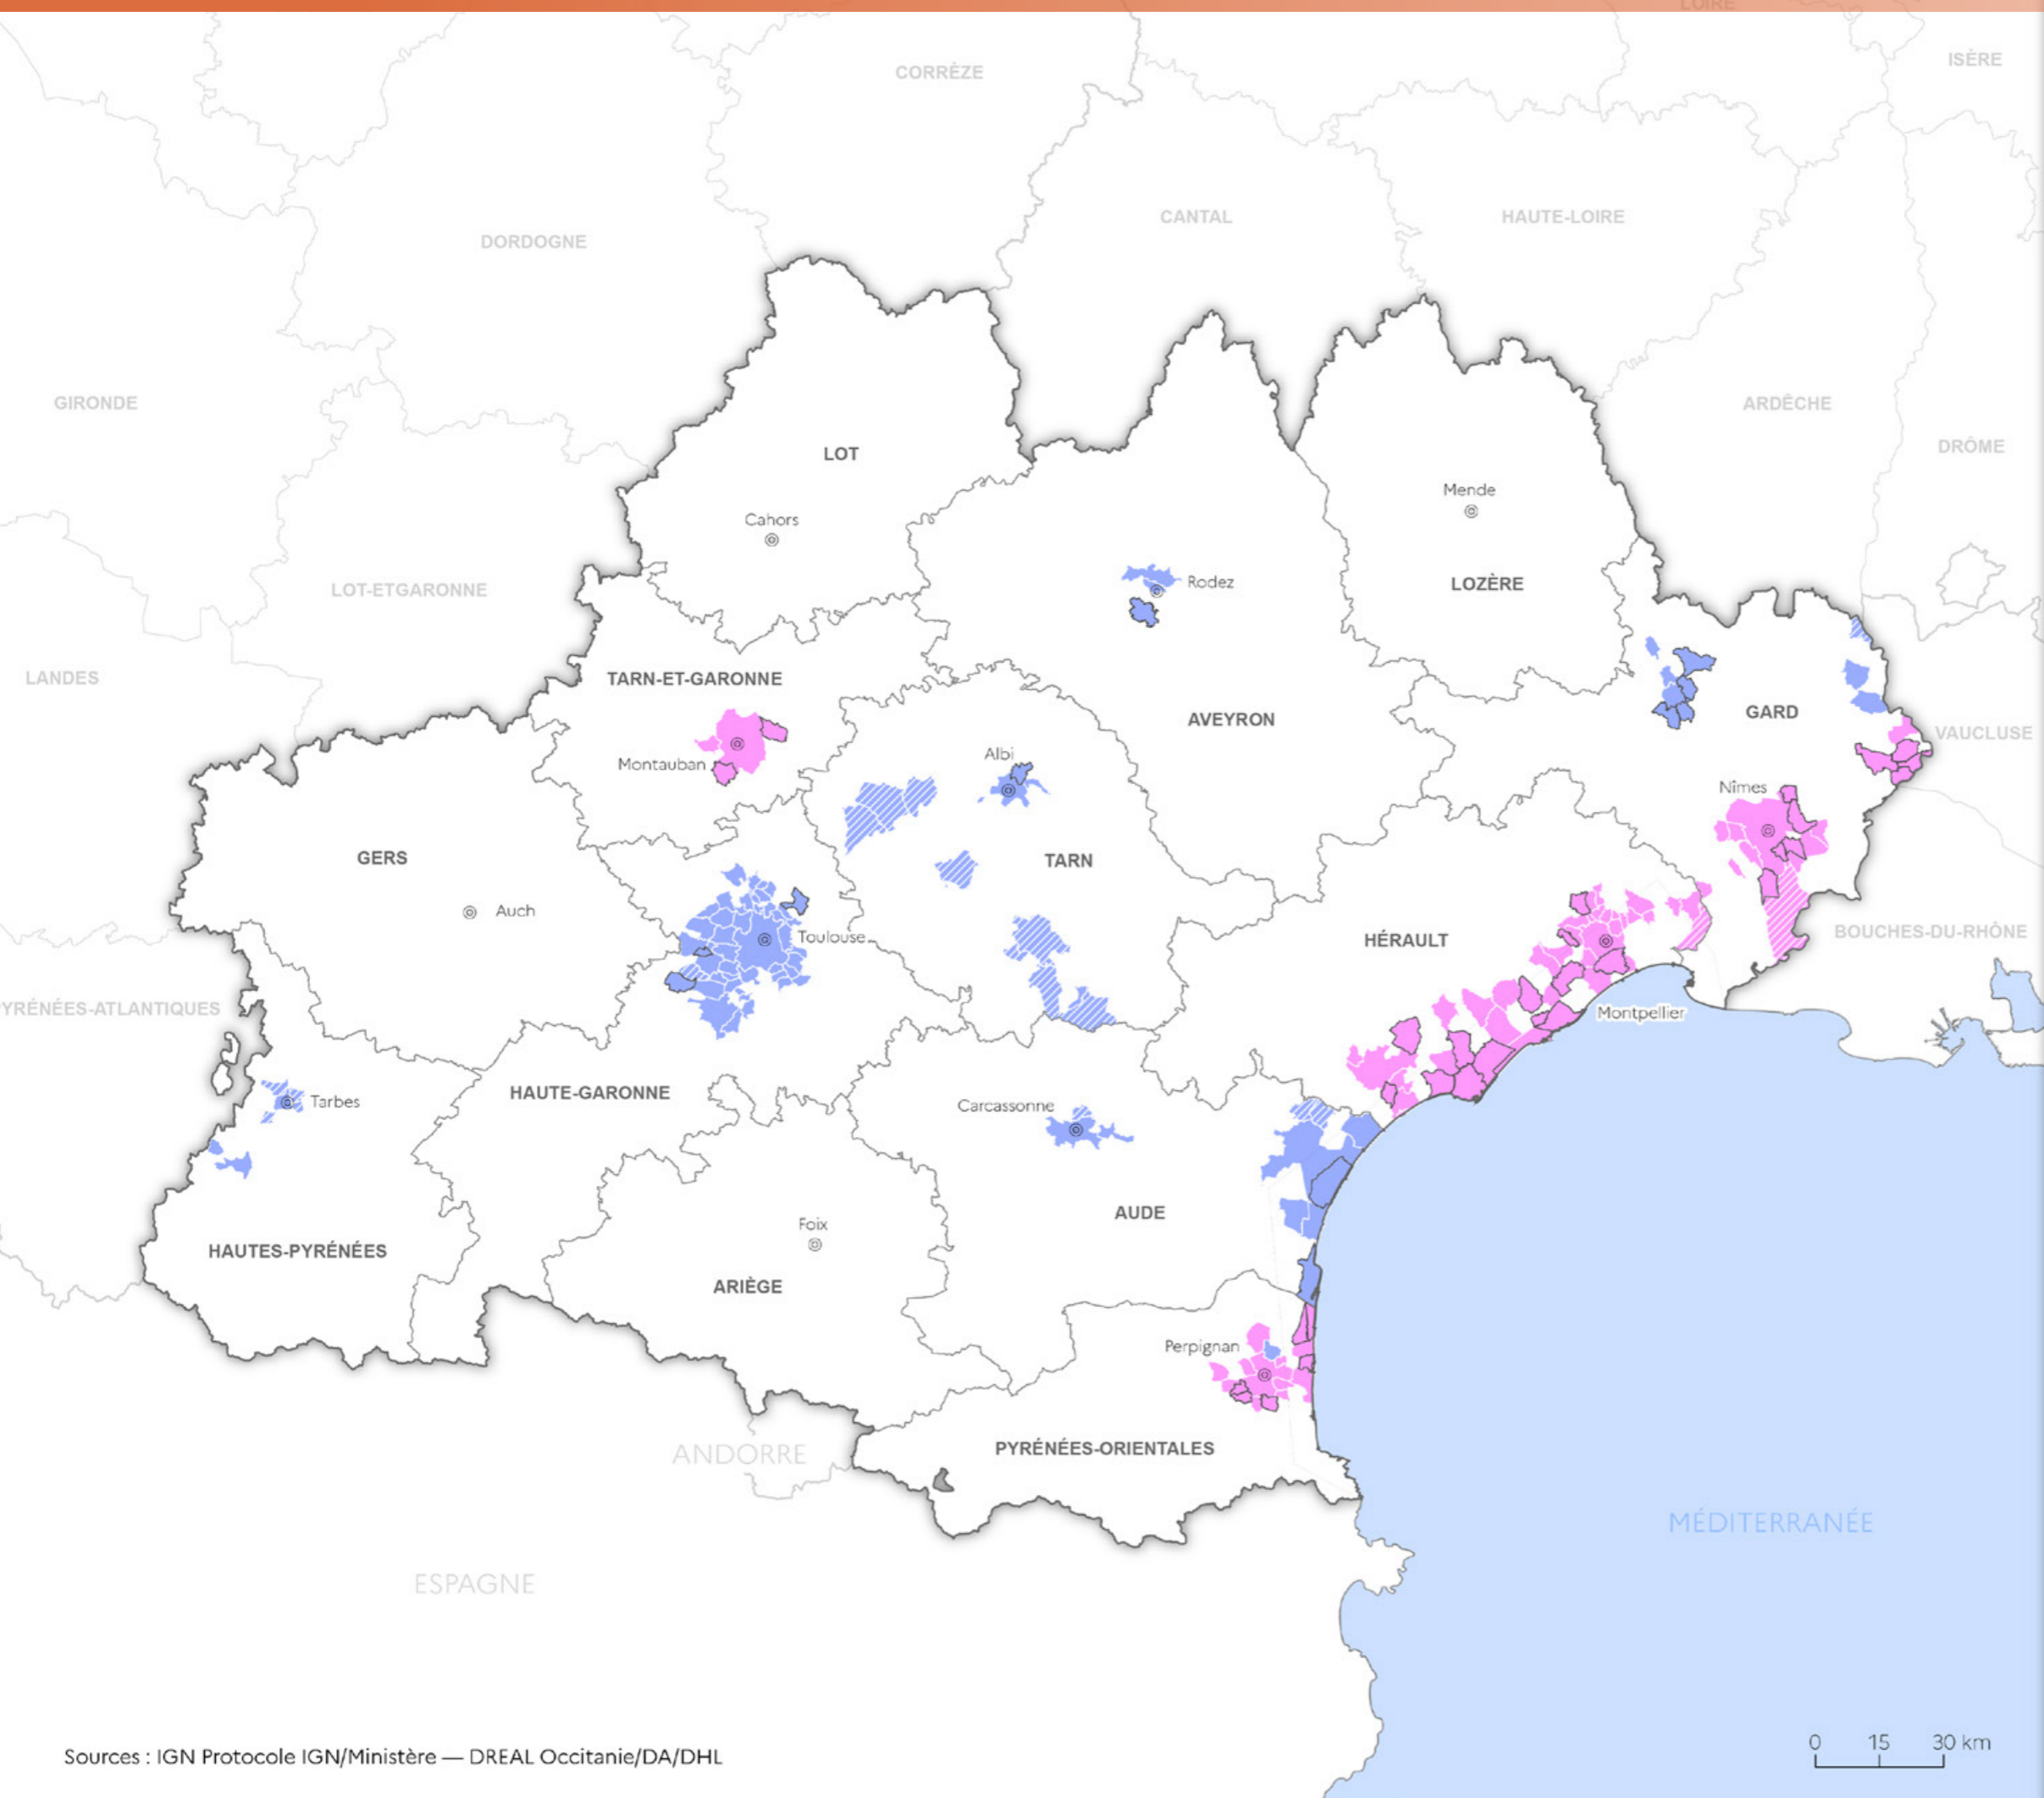 LOIRE
ISÈRE
CORRÈZE
CANTAL
HAUTE-LOIRE
DORDOGNE
GIRONDE
ARDÈCHE
DRÔME
LOT
Mende
Cahors
Rodez
LOZÈRE
LOT-ETGARONNE
LANDES
TARN-ET-GARONNE
AVEYRON
GARD
VAUCLUSE
Montauban
Albi
Nîmes
GERS
TARN
Auch
Toulouse
HÉRAULT
BOUCHES-DU-RHÔNE
YRÉNÉES-ATLANTIQUES
Montpellier
HAUTE-GARONNE
Tarbes
Carcassonne
AUDE
Foix
HAUTES-PYRÉNÉES
ARIÈGE
Perpignan
ANDORRE
PYRÉNÉES-ORIENTALES
MÉDITERRANÉE
ESPAGNE
Sources : IGN Protocole IGN/Ministère — DREAL Occitanie/DA/DHL
0 15 30 km